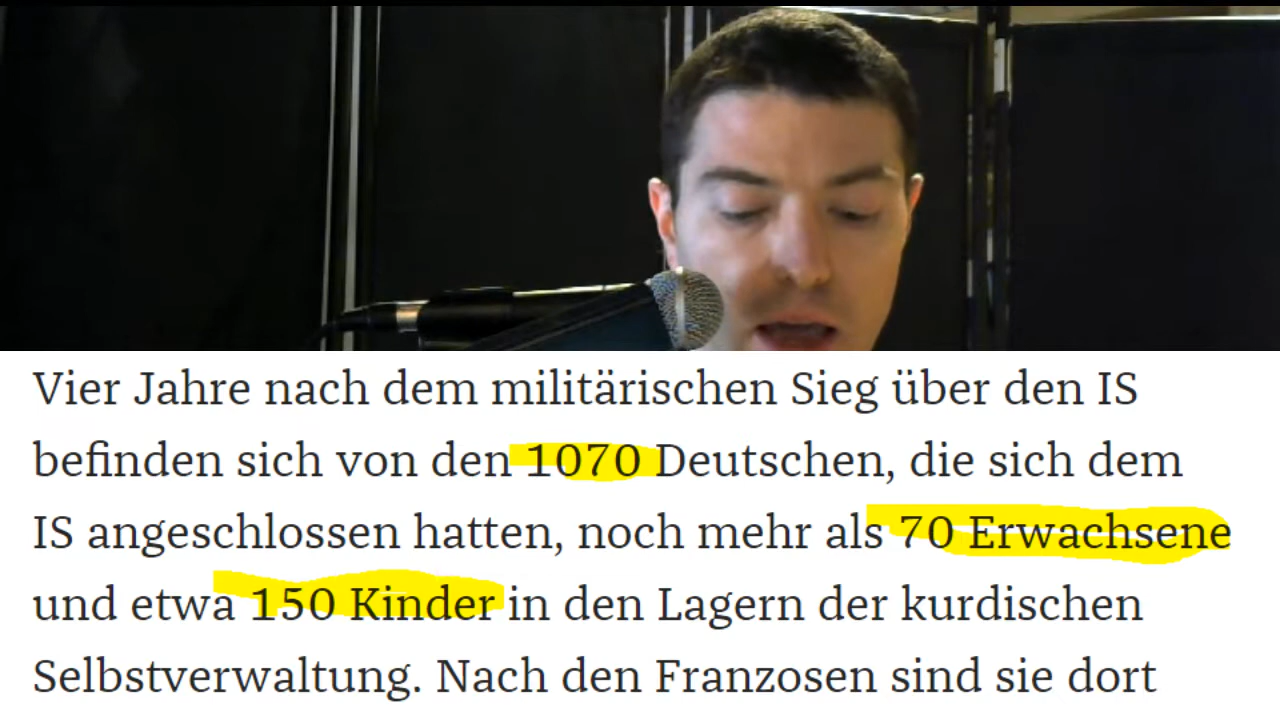 Vier Jahre nach dem militärischen Sieg über den IS
befinden sich von den 1070 Deutschen, die sich dem
IS angeschlossen hatten, noch mehr als 70 Erwachsene
und etwa 150 Kinder in den Lagern der kurdischen
Selbstverwaltung. Nach den Franzosen sind sie dort